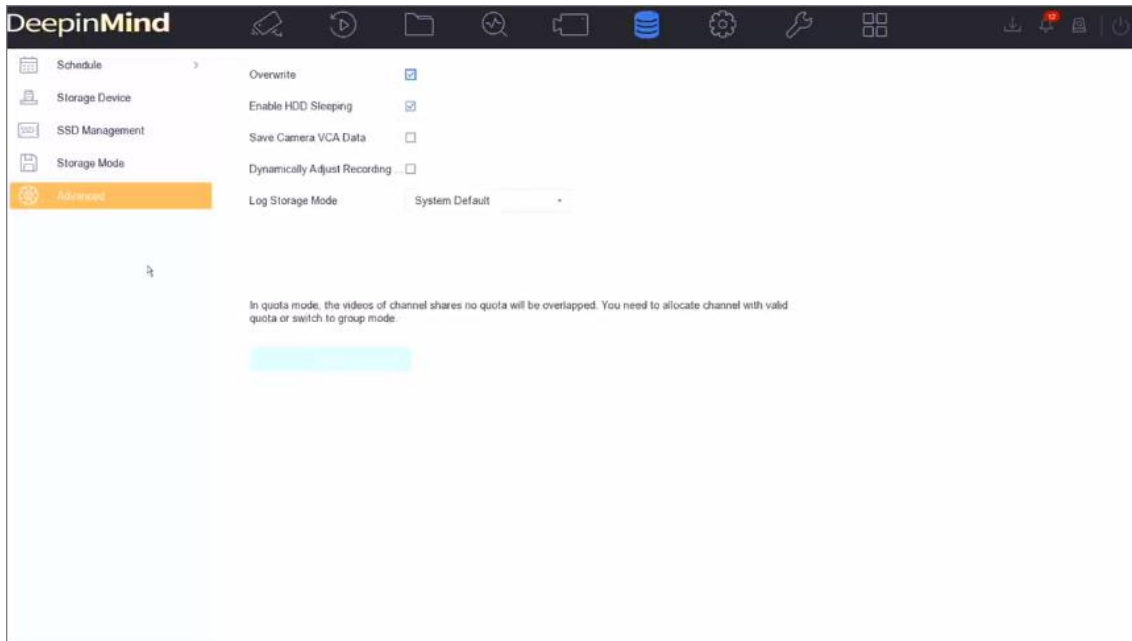 DeepinMind
12
Schedule
Storage Device
SSD Management
Storage Mode
Advanced
Overwrite
Enable HDD Sleeping
Save Camera VCA Data
Dynamically Adjust Recording ...
Log Storage Mode
System Default
In quota mode, the videos of channel shares no quota will be overlapped. You need to allocate channel with valid
quota or switch to group mode.